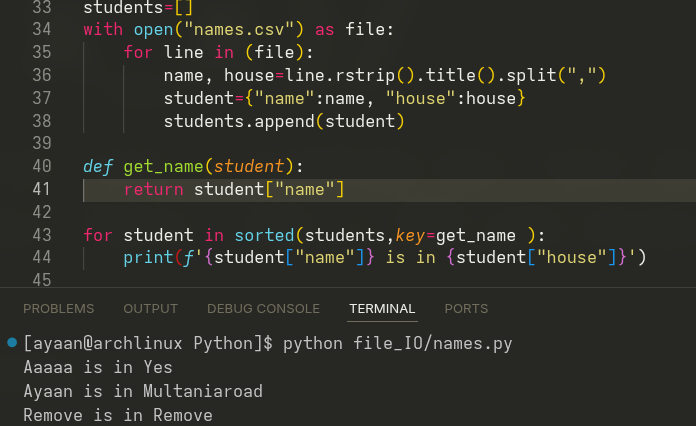 33 students=[]
34 with open("names.csv") as file:
35     for line in (file):
36         name, house=line.rstrip().title().split(",")
37         student={"name":name, "house":house}
38         students.append(student)
39
40 def get_name(student):
41     return student["name"]
42
43 for student in sorted(students,key=get_name ):
44     print(f'{student["name"]} is in {student["house"]}')
45
PROBLEMS OUTPUT DEBUG CONSOLE TERMINAL PORTS
[ayaan@archlinux Python]$ python file_IO/names.py
Aaaaa is in Yes
Ayaan is in Multaniaroad
Remove is in Remove